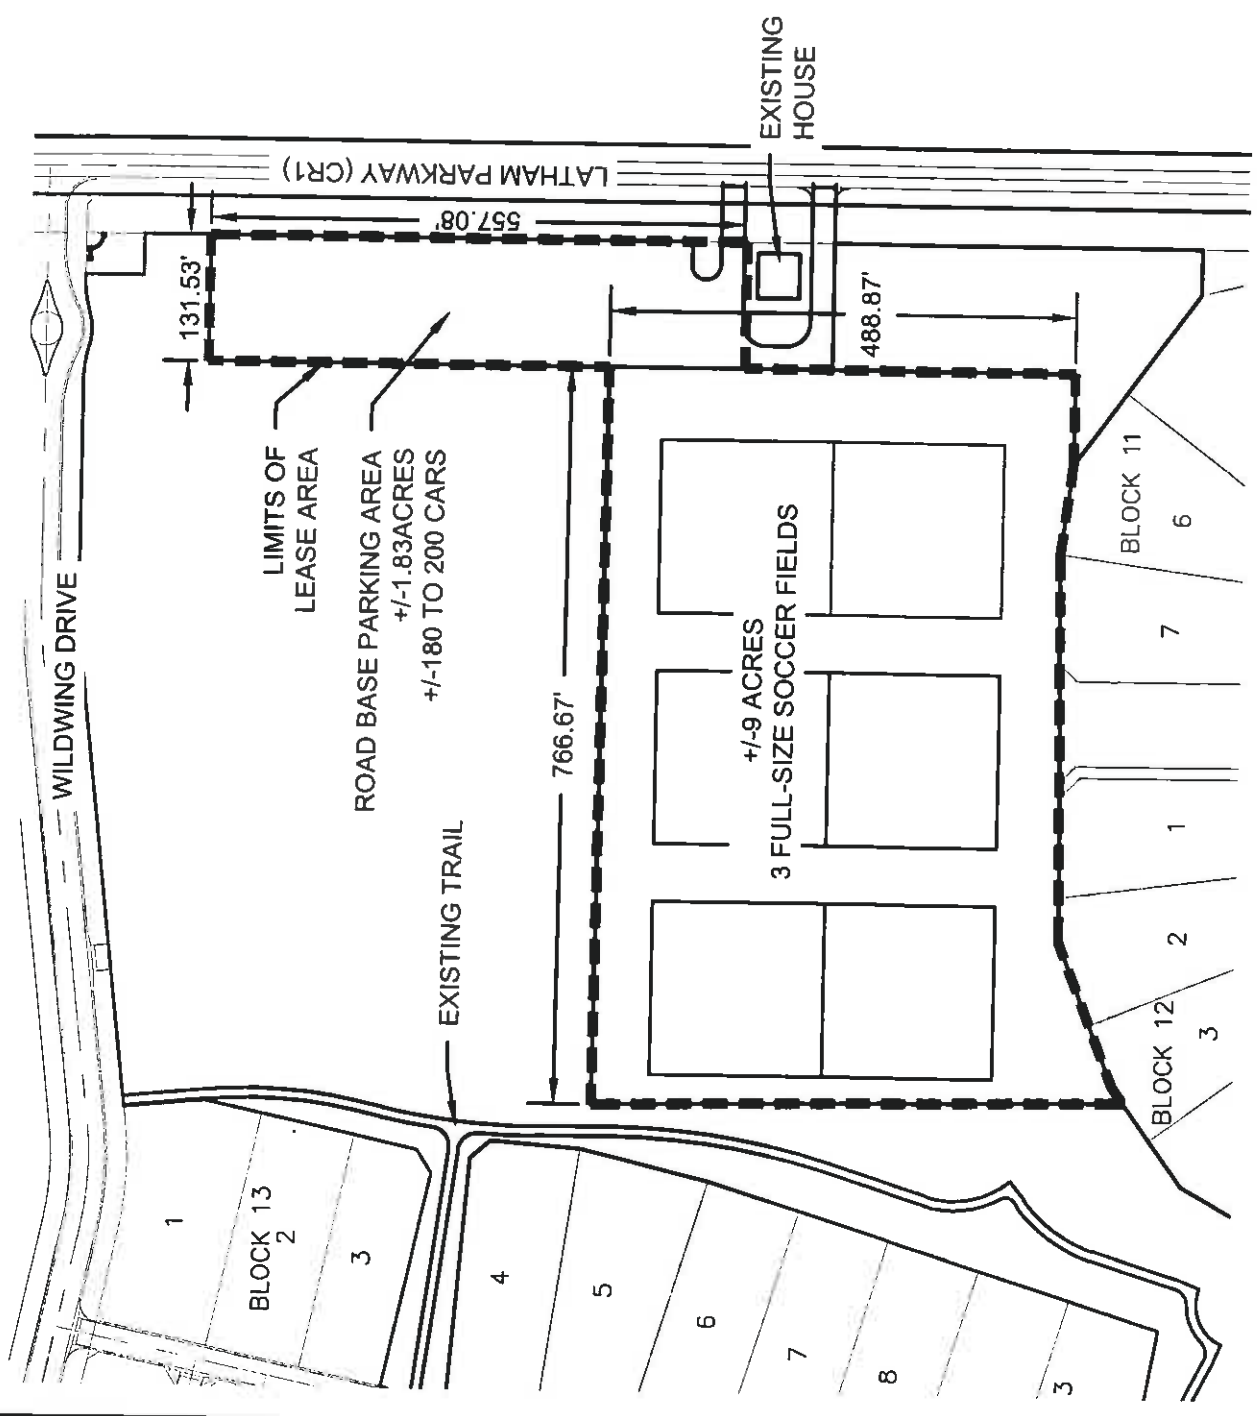 WILDWING DRIVE
LATHAM PARKWAY (CR1)
EXISTING
HOUSE
557.08'
131.53'
488.87'
LIMITS OF
LEASE AREA
ROAD BASE PARKING AREA
+/-1.83ACRES
+/-180 TO 200 CARS
766.67'
EXISTING TRAIL
+/-9 ACRES
3 FULL-SIZE SOCCER FIELDS
BLOCK 11
6
7
1
2
BLOCK 12
3
1
BLOCK 13
2
3
4
5
6
7
8
3